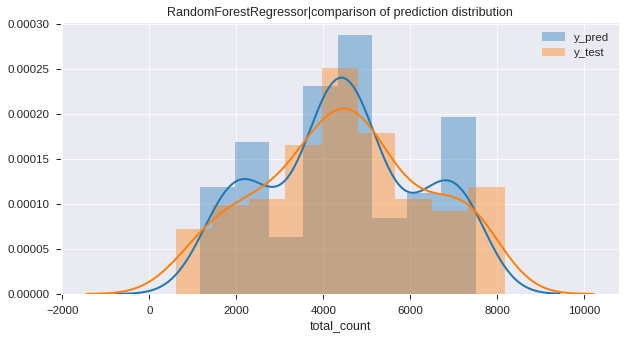 RandomForestRegressor|comparison of prediction distribution
0.00030
0.00025
0.00020
0.00015
0.00010
0.00005
0.00000
y_pred
y_test
−2000 0 2000 4000 6000 8000 10000
total_count